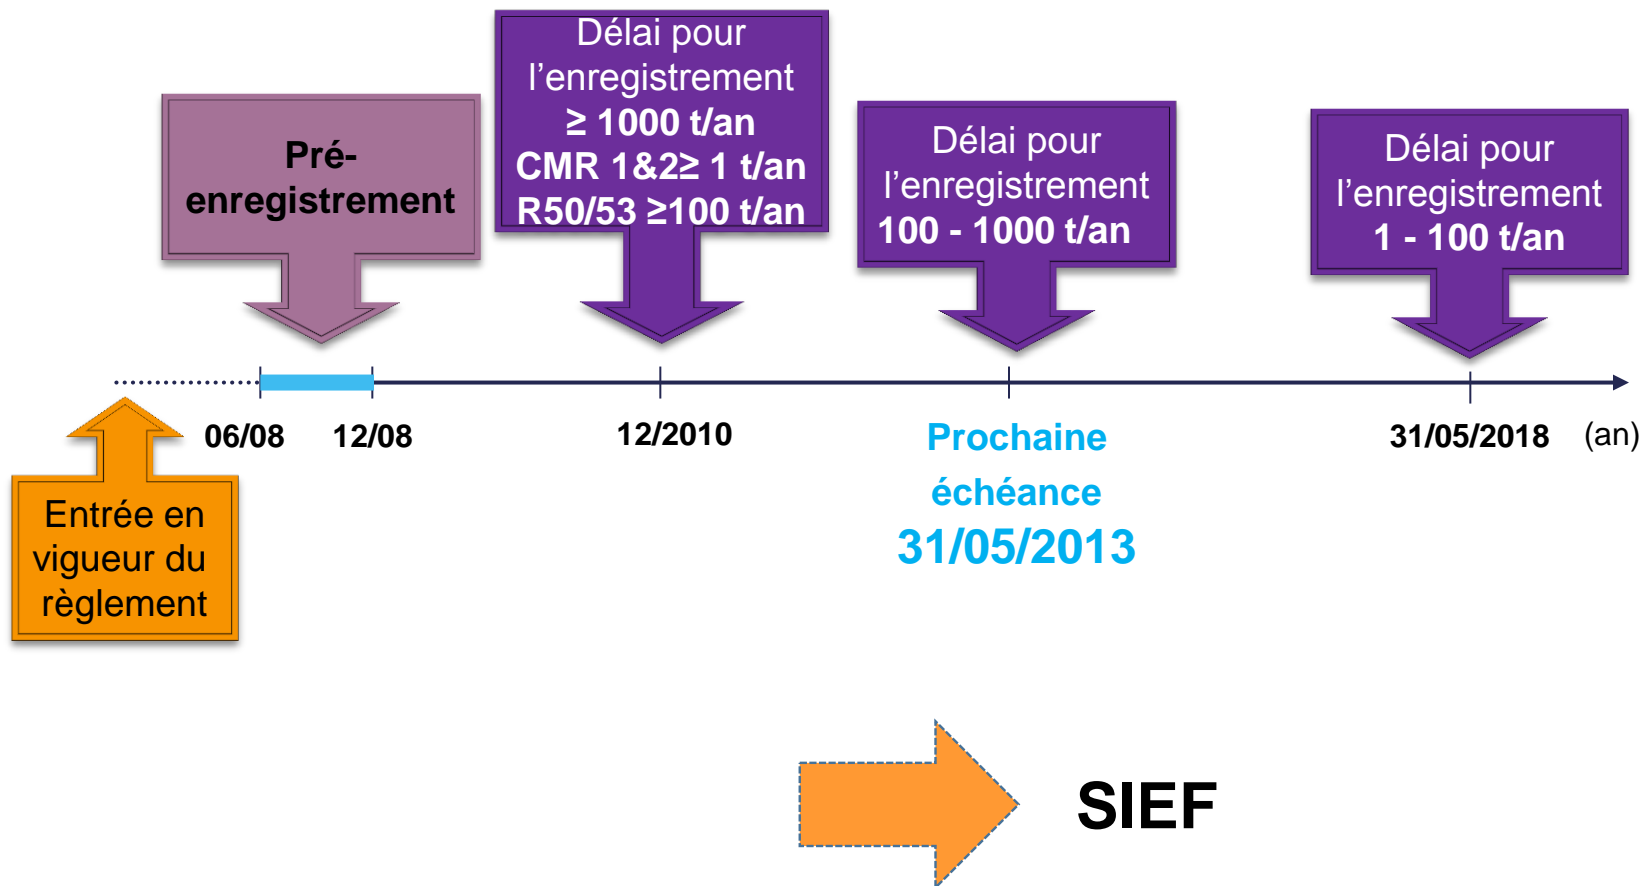 Pré-
enregistrement
Délai pour
l’enregistrement
≥ 1000 t/an
CMR 1&2≥ 1 t/an
R50/53 ≥100 t/an
Délai pour
l’enregistrement
100 - 1000 t/an
Délai pour
l’enregistrement
1 - 100 t/an
06/08
12/08
12/2010
Prochaine
échéance
31/05/2013
31/05/2018
(an)
Entrée en
vigueur du
règlement
SIEF